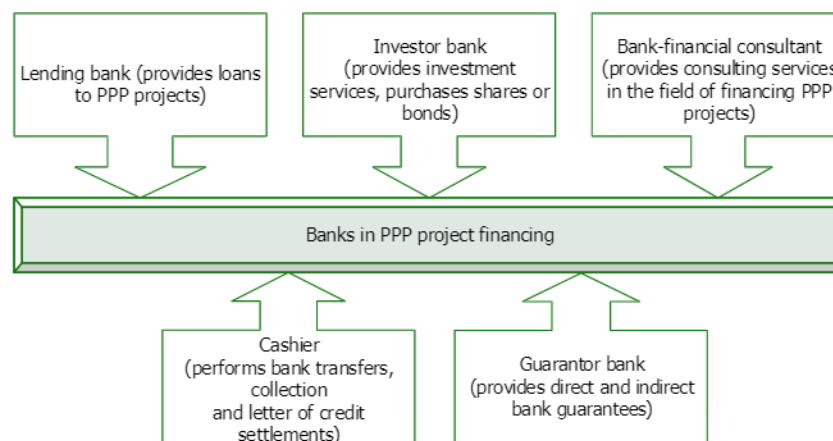 Lending bank (provides loans
to PPP projects)
Investor bank
(provides investment
services, purchases shares or
bonds)
Bank-financial consultant
(provides consulting services
in the field of financing PPP
projects)
Banks in PPP project financing
Cashier
(performs bank transfers,
collection
and letter of credit
settlements)
Guarantor bank
(provides direct and indirect
bank guarantees)